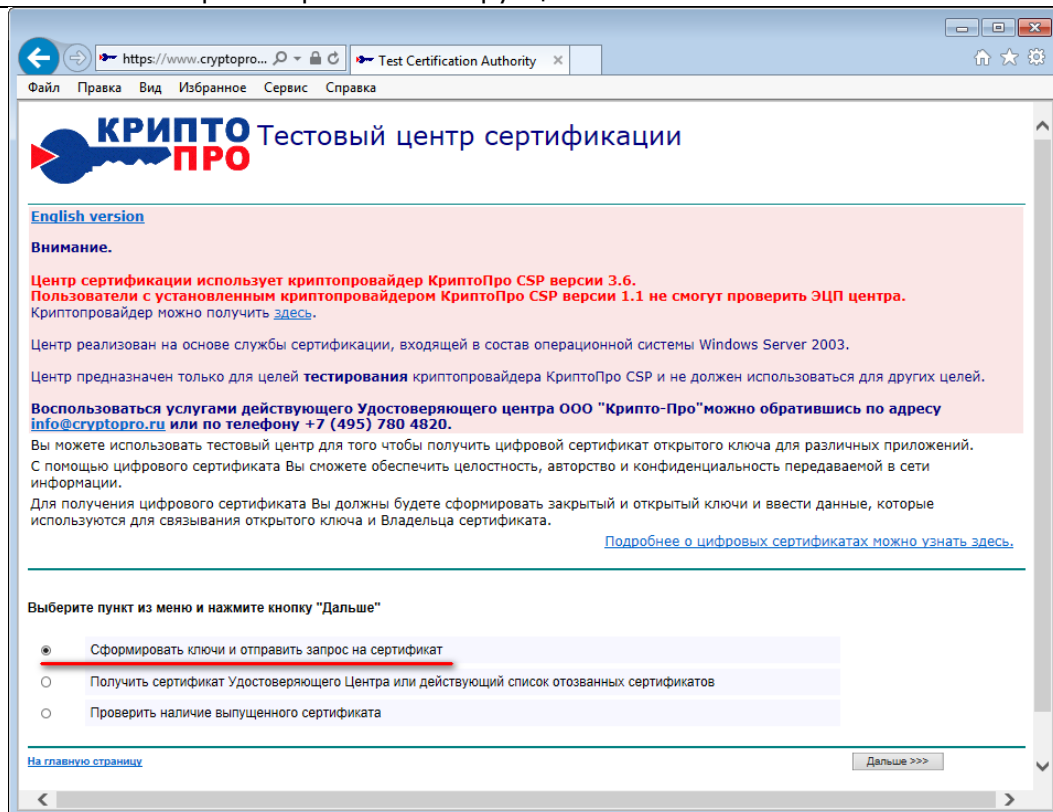 https://www.cryptopro...
Test Certification Authority
Файл Правка Вид Избранное Сервис Справка
КРИПТО
ПРО
Тестовый центр сертификации
English version
Внимание.
Центр сертификации использует криптопровайдер КриптоПро CSP версии 3.6.
Пользователи с установленным криптопровайдером КриптоПро CSP версии 1.1 не смогут проверить ЭЦП центра.
Криптопровайдер можно получить здесь.
Центр реализован на основе службы сертификации, входящей в состав операционной системы Windows Server 2003.
Центр предназначен только для целей тестирования криптопровайдера КриптоПро CSP и не должен использоваться для других целей.
Воспользоваться услугами действующего Удостоверяющего центра ООО "Крипто-Про"можно обратившись по адресу
info@cryptopro.ru или по телефону +7 (495) 780 4820.
Вы можете использовать тестовый центр для того чтобы получить цифровой сертификат открытого ключа для различных приложений.
С помощью цифрового сертификата Вы сможете обеспечить целостность, авторство и конфиденциальность передаваемой в сети
информации.
Для получения цифрового сертификата Вы должны будете сформировать закрытый и открытый ключи и ввести данные, которые
используются для связывания открытого ключа и Владельца сертификата.
Подробнее о цифровых сертификатах можно узнать здесь.
Выберите пункт из меню и нажмите кнопку "Дальше"
Сформировать ключи и отправить запрос на сертификат
Получить сертификат Удостоверяющего Центра или действующий список отозванных сертификатов
Проверить наличие выпущенного сертификата
На главную страницу
Дальше >>>